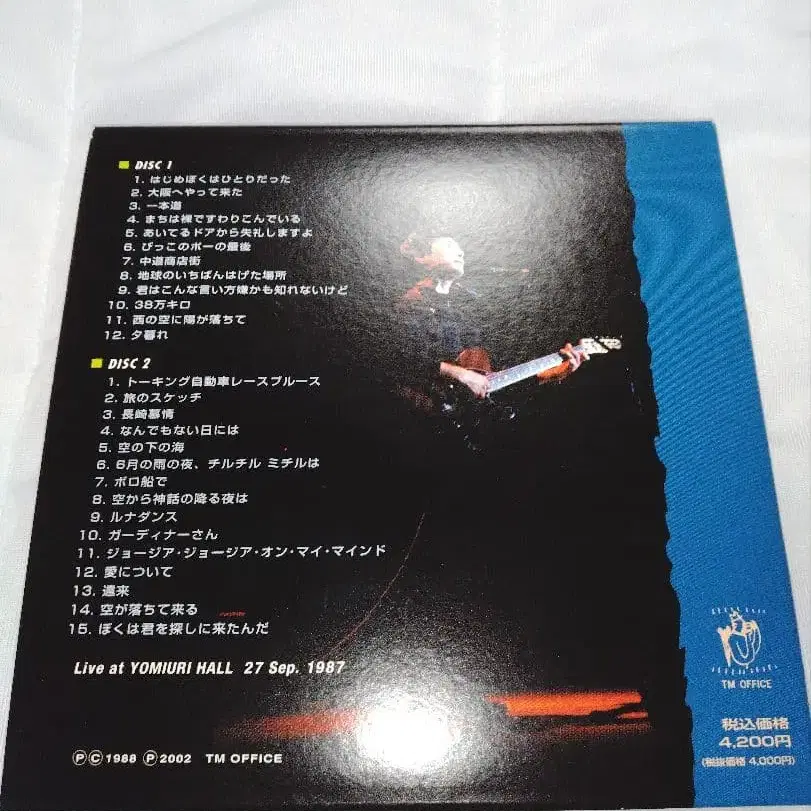 DISC 1
1. はじめぼくはひとりだった
2. 大阪へやって来た
3. 一本道
4. まちは裸ですわりこんでいる
5. あいてるドアから失礼しますよ
6. びっこのポーの最後
7. 中道商店街
8. 地球のいちばんはげた場所
9. 君はこんな言い方嫌かも知れないけど
10. 38万キロ
11. 西の空に陽が落ちて
12. 夕暮れ
DISC 2
1. トーキング自動車レースブルース
2. 旅のスケッチ
3. 長崎慕情
4. なんでもない日には
5. 空の下の海
6. 6月の雨の夜、チルチル ミチルは
7. ボロ船で
8. 空から神話の降る夜は
9. ルナダンス
10. ガーディナーさん
11. ジョージア・ジョージア・オン・マイ・マインド
12. 愛について
13. 遠来
14. 空が落ちて来る
15. ぼくは君を探しに来たんだ
Live at YOMIURI HALL 27 Sep. 1987
Ⓟ Ⓒ 1988 Ⓟ 2002 TM OFFICE
TM OFFICE
税込価格
4,200円
(税抜価格 4,000円)